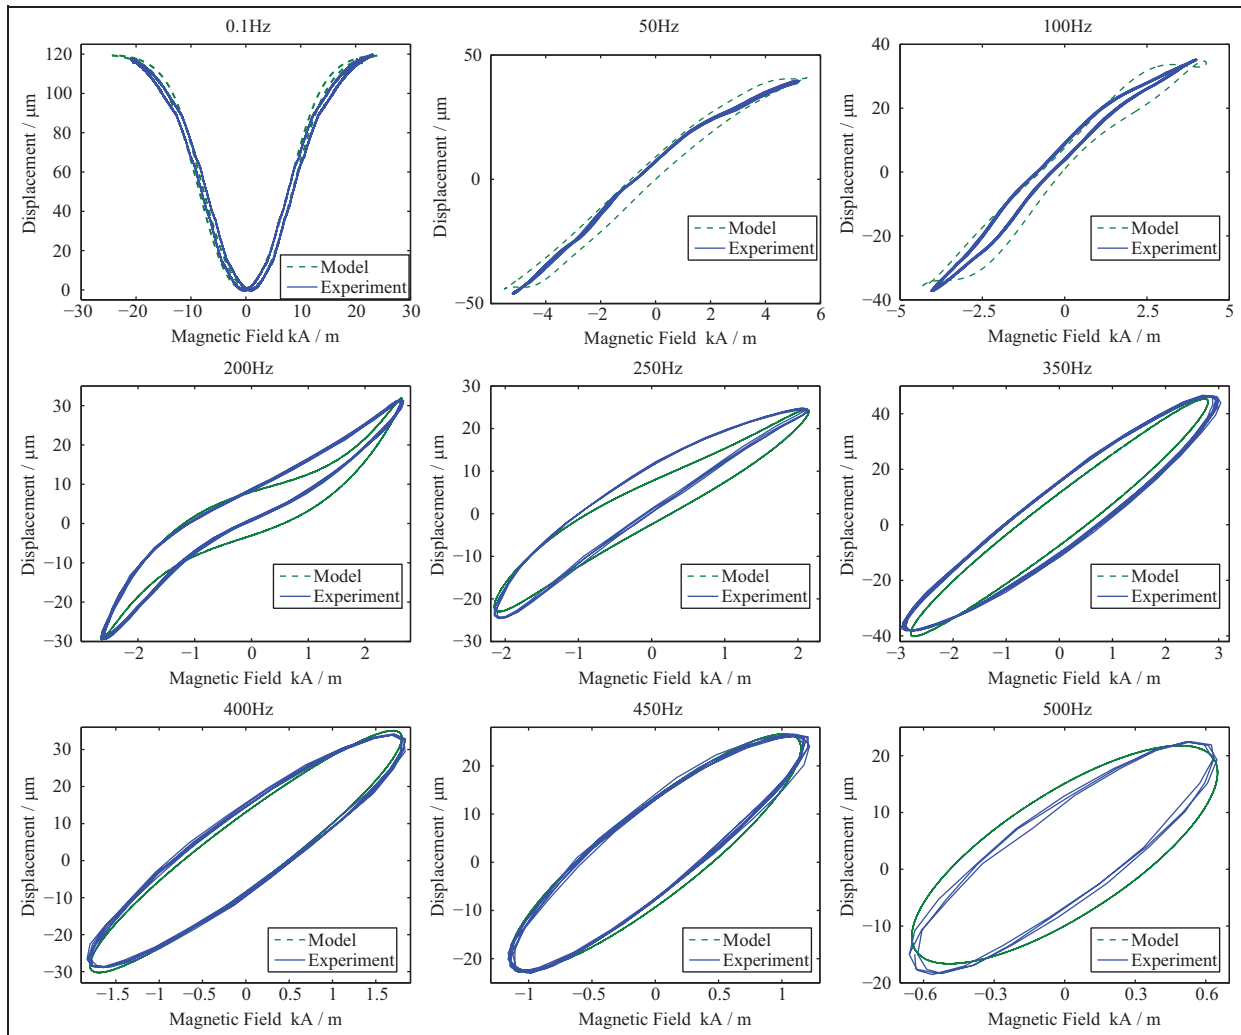 0.1Hz
50Hz
100Hz
120
100
80
60
40
20
0
Displacement / μm
Model
Experiment
−30
−20
−10
0
10
20
30
Magnetic Field kA / m
50
0
−50
Displacement / μm
Model
Experiment
−4
−2
0
2
4
6
Magnetic Field kA / m
40
20
0
−20
−40
Displacement / μm
Model
Experiment
−5
−2.5
0
2.5
5
Magnetic Field kA / m
200Hz
250Hz
350Hz
30
20
10
0
−10
−20
−30
Displacement / μm
Model
Experiment
−2
−1
0
1
2
Magnetic Field kA / m
30
20
10
0
−10
−20
−30
Displacement / μm
Model
Experiment
−2
−1
0
1
2
Magnetic Field kA / m
40
20
0
−20
−40
Displacement / μm
Model
Experiment
−3
−2
−1
0
1
2
3
Magnetic Field kA / m
400Hz
450Hz
500Hz
30
20
10
0
−10
−20
−30
Displacement / μm
Model
Experiment
−1.5
−1
−0.5
0
0.5
1
1.5
Magnetic Field kA / m
20
10
0
−10
−20
Displacement / μm
Model
Experiment
−1
−0.5
0
0.5
1
Magnetic Field kA / m
20
10
0
−10
−20
Displacement / μm
Model
Experiment
−0.6
−0.3
0
0.3
0.6
Magnetic Field kA / m